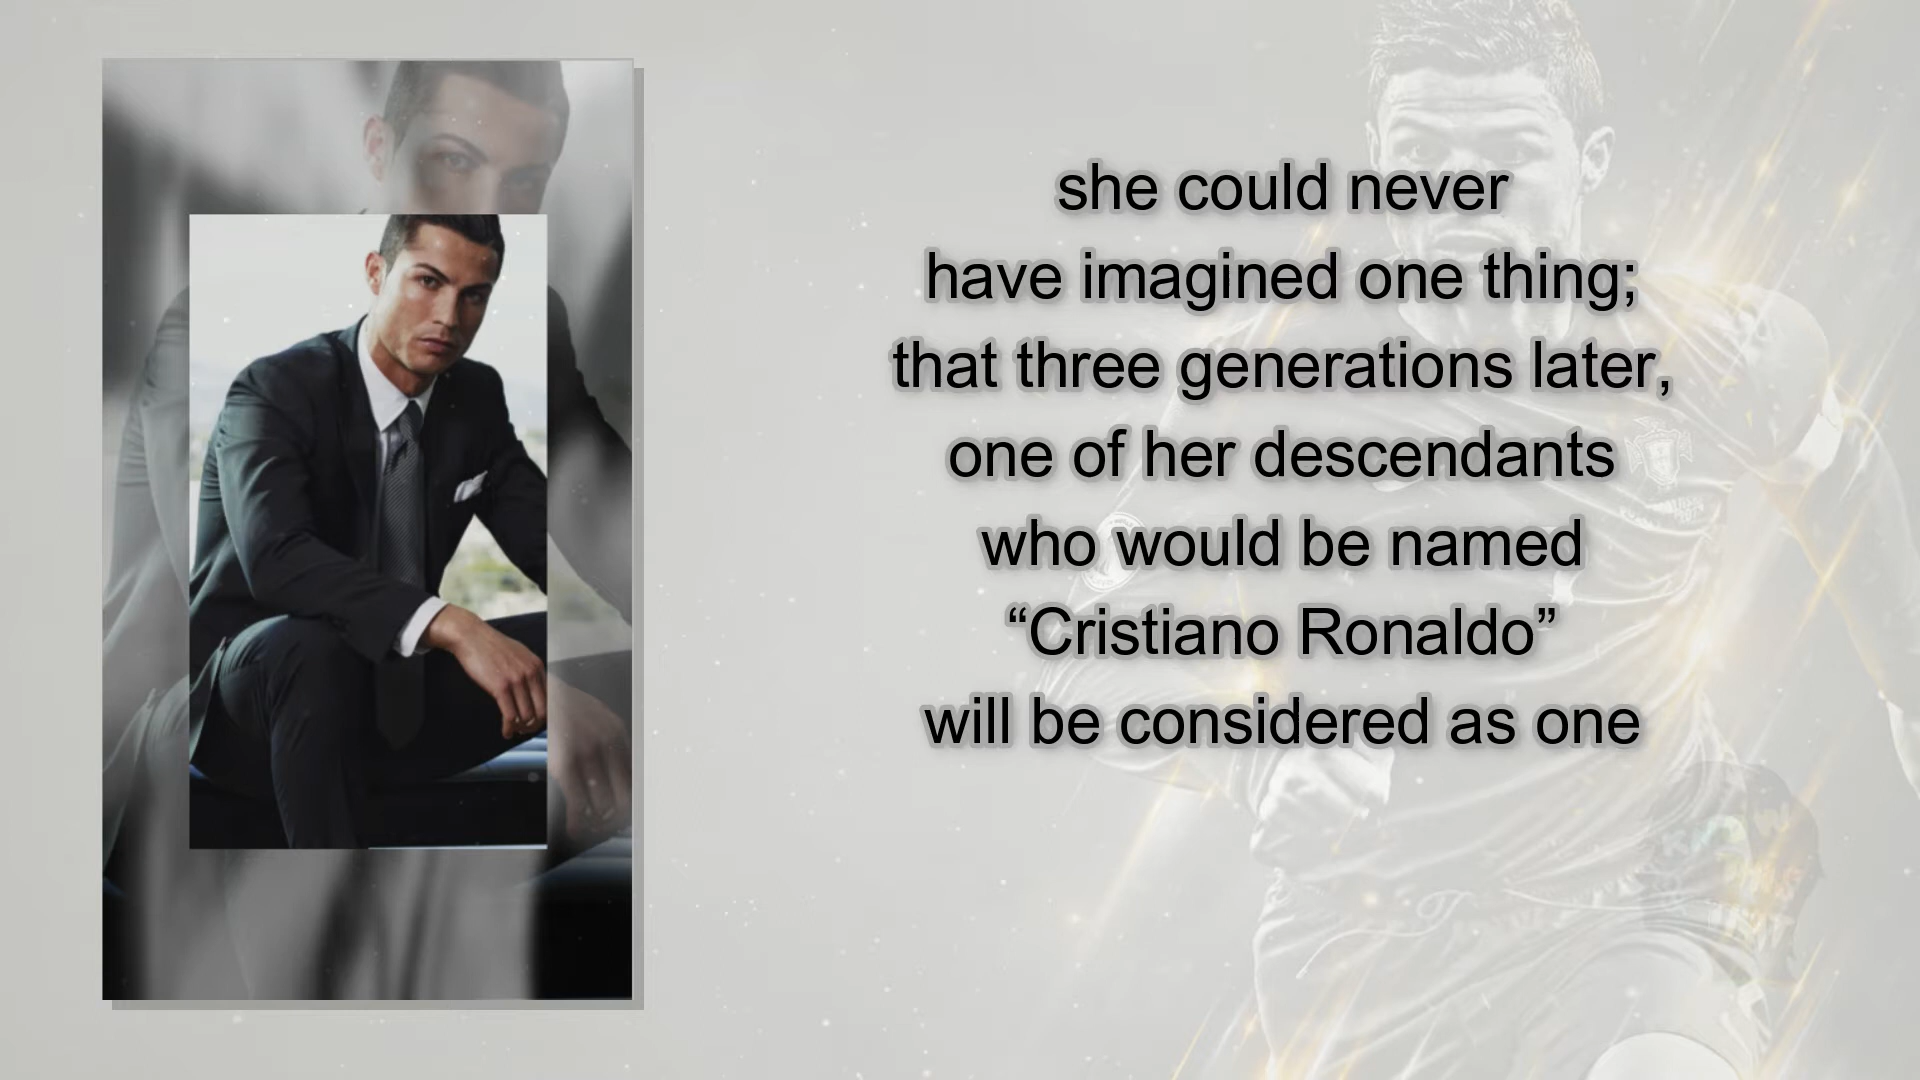 she could never
have imagined one thing;
that three generations later,
one of her descendants
who would be named
“Cristiano Ronaldo”
will be considered as one